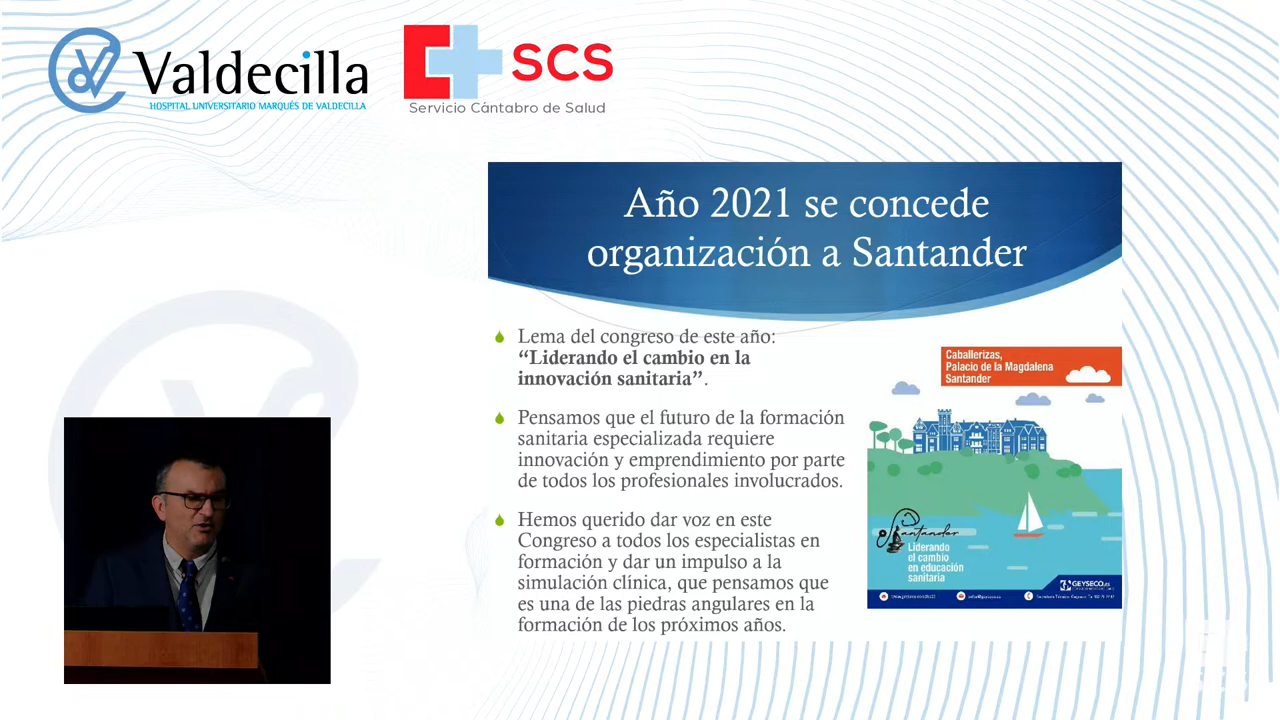 Valdecilla
HOSPITAL UNIVERSITARIO MARQUÉS DE VALDECILLA
SCS
Servicio Cántabro de Salud
Año 2021 se concede
organización a Santander
Lema del congreso de este año:
“Liderando el cambio en la
innovación sanitaria”.
Pensamos que el futuro de la formación
sanitaria especializada requiere
innovación y emprendimiento por parte
de todos los profesionales involucrados.
Hemos querido dar voz en este
Congreso a todos los especialistas en
formación y dar un impulso a la
simulación clínica, que pensamos que
es una de las piedras angulares en la
formación de los próximos años.
Caballerizas,
Palacio de la Magdalena
Santander
Santander
Liderando
el cambio
en educación
sanitaria
GEYSECO.es